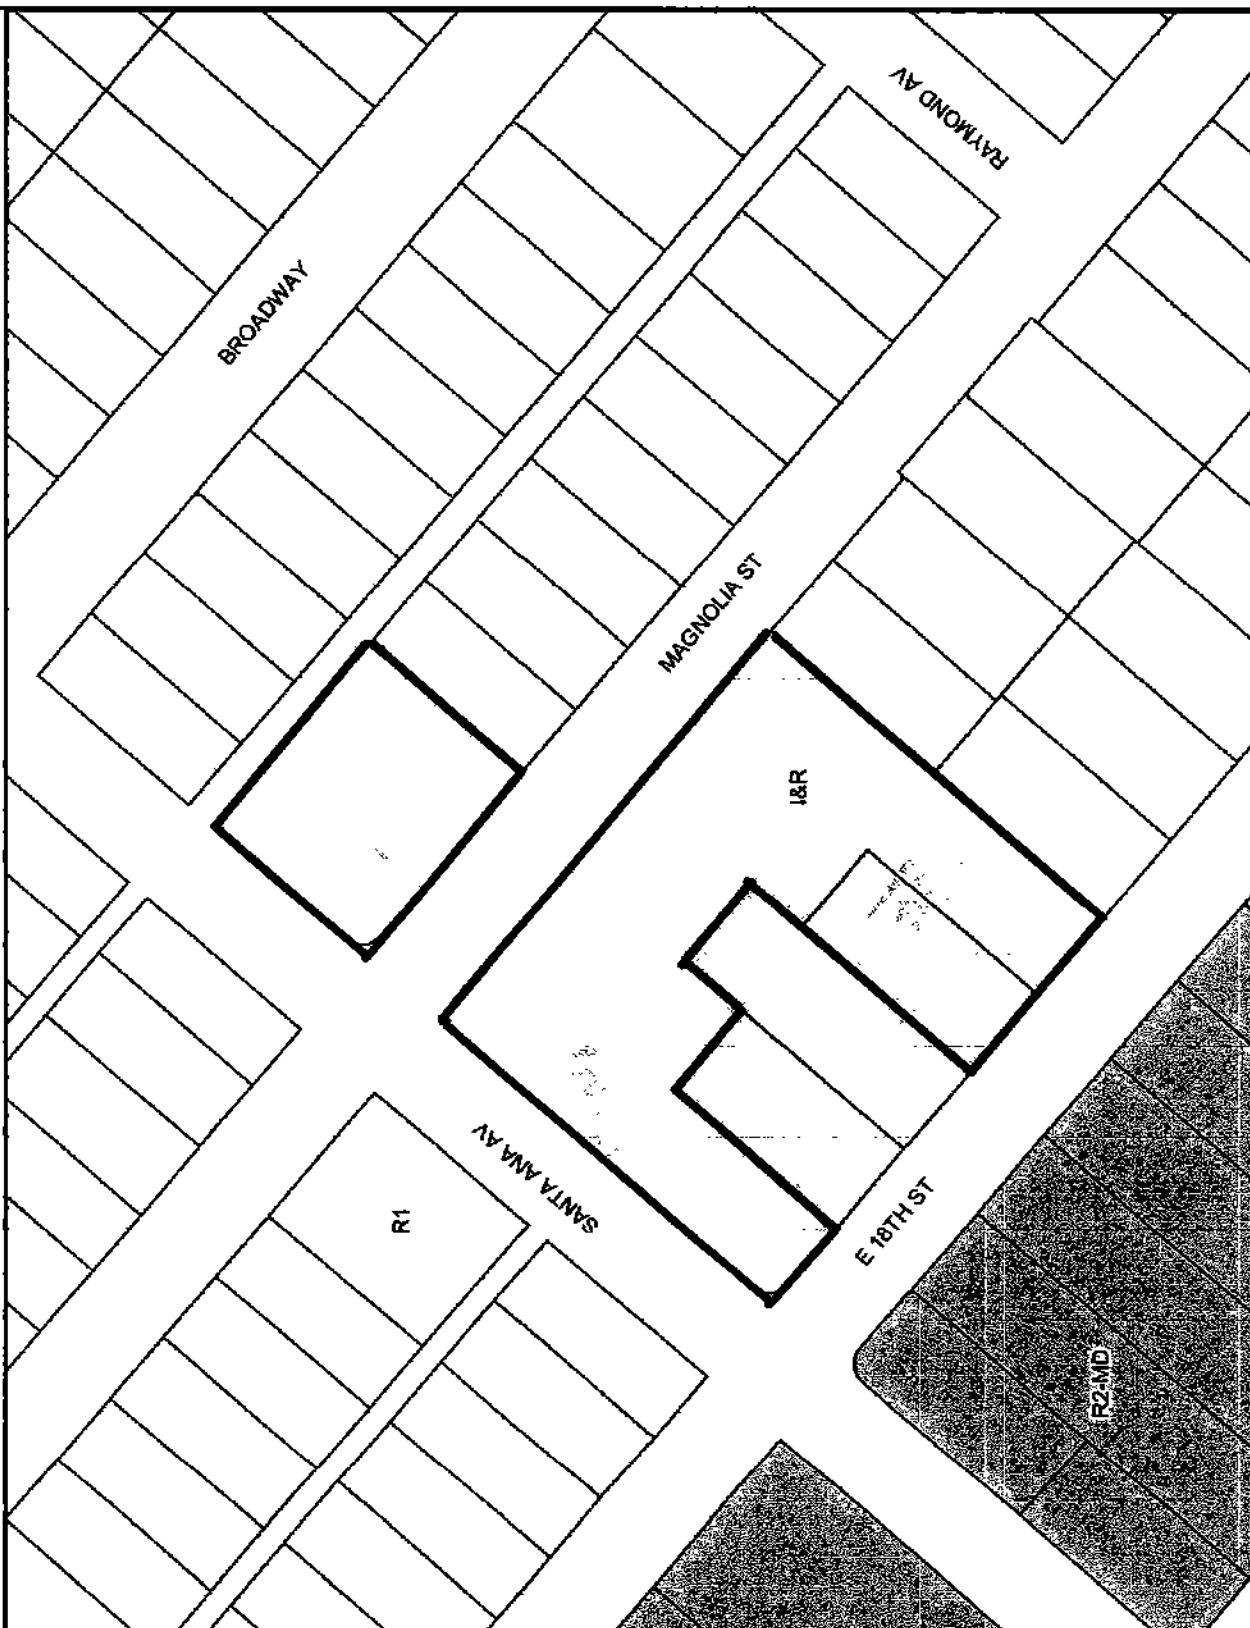 RAYMOND AV
BROADWAY
MAGNOLIA ST
I&R
SANTA ANA AV
R1
E 18TH ST
R2-MD